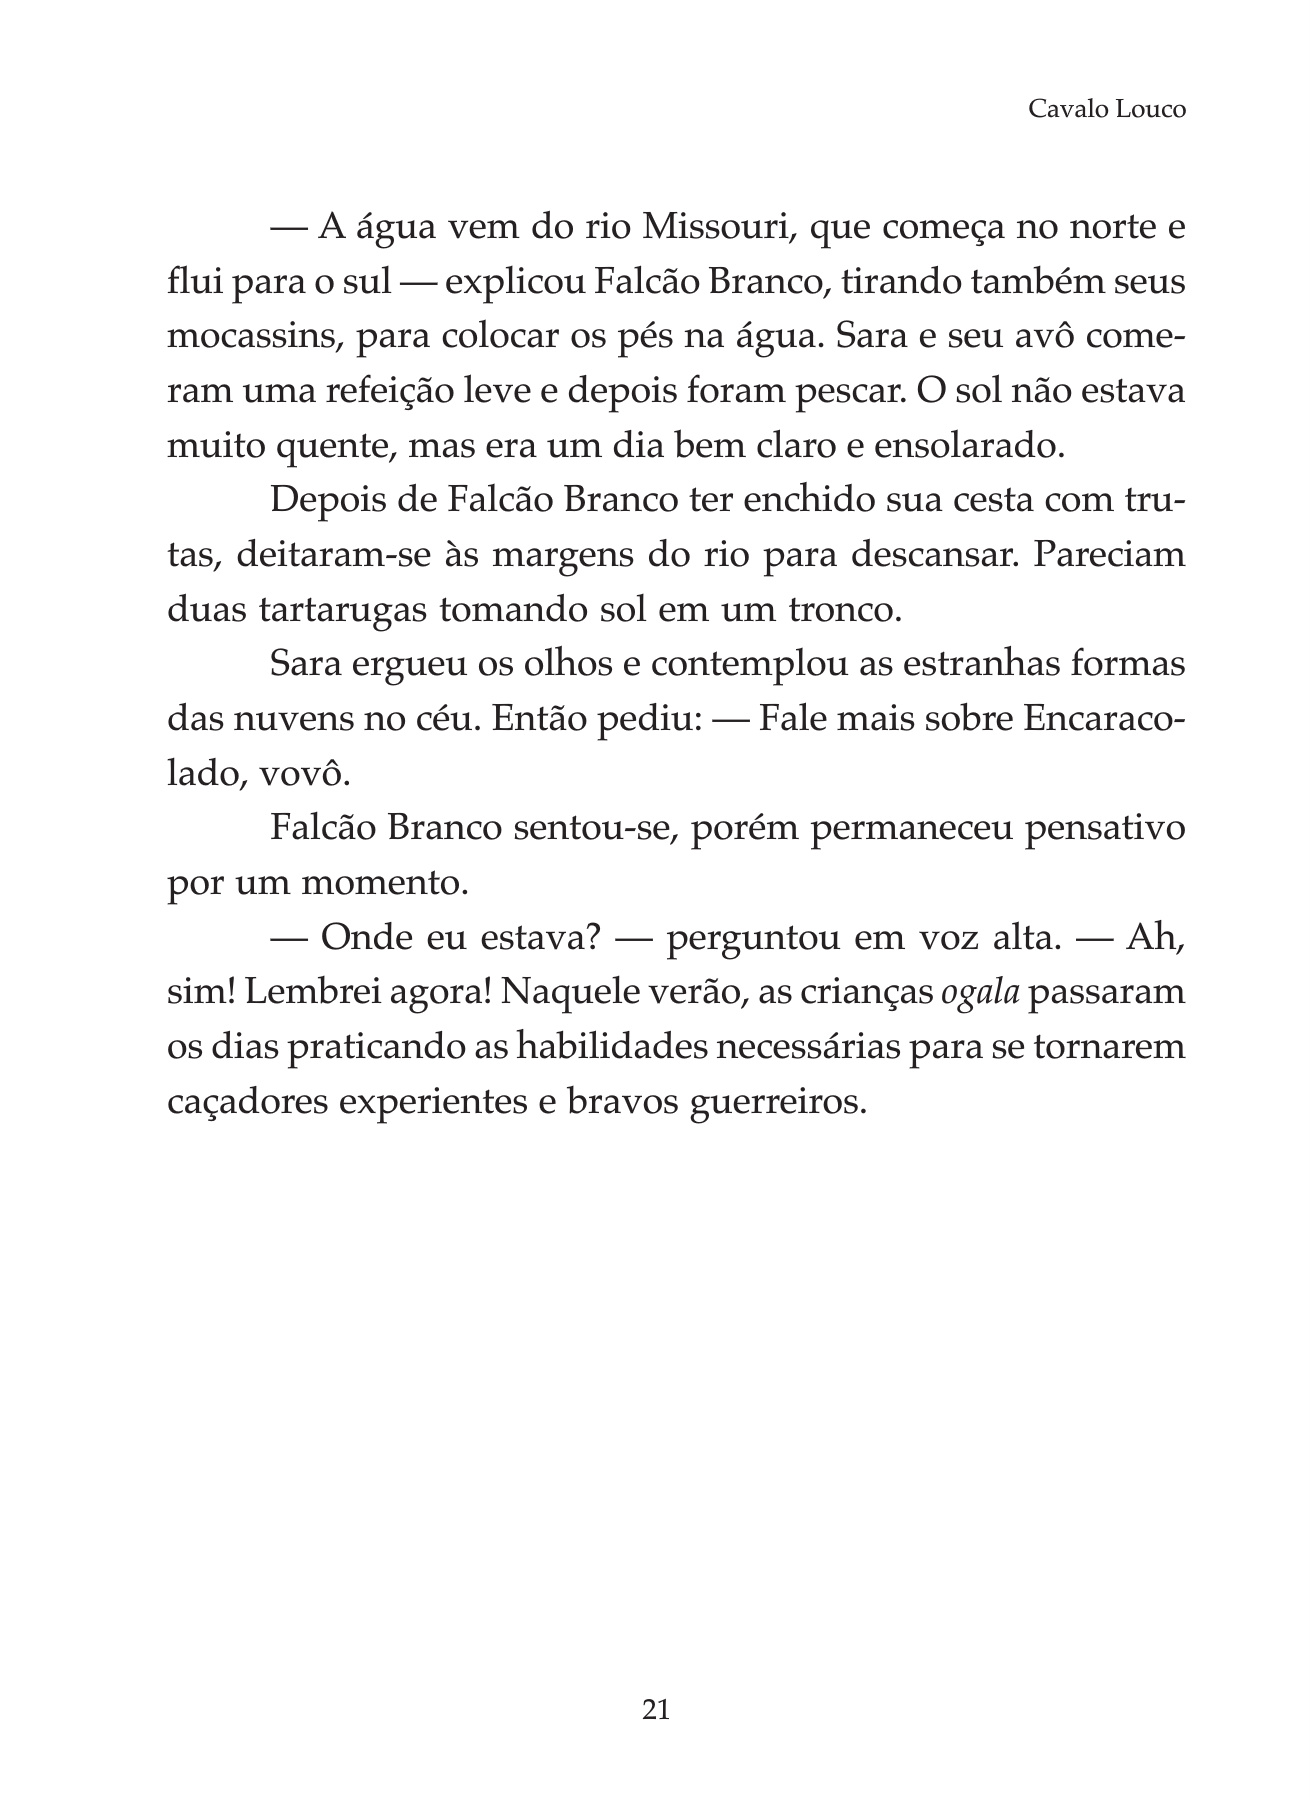 Cavalo Louco
— A água vem do rio Missouri, que começa no norte e
flui para o sul — explicou Falcão Branco, tirando também seus
mocassins, para colocar os pés na água. Sara e seu avô come-
ram uma refeição leve e depois foram pescar. O sol não estava
muito quente, mas era um dia bem claro e ensolarado.
Depois de Falcão Branco ter enchido sua cesta com tru-
tas, deitaram-se às margens do rio para descansar. Pareciam
duas tartarugas tomando sol em um tronco.
Sara ergueu os olhos e contemplou as estranhas formas
das nuvens no céu. Então pediu: — Fale mais sobre Encaraco-
lado, vovô.
Falcão Branco sentou-se, porém permaneceu pensativo
por um momento.
— Onde eu estava? — perguntou em voz alta. — Ah,
sim! Lembrei agora! Naquele verão, as crianças ogala passaram
os dias praticando as habilidades necessárias para se tornarem
caçadores experientes e bravos guerreiros.
21